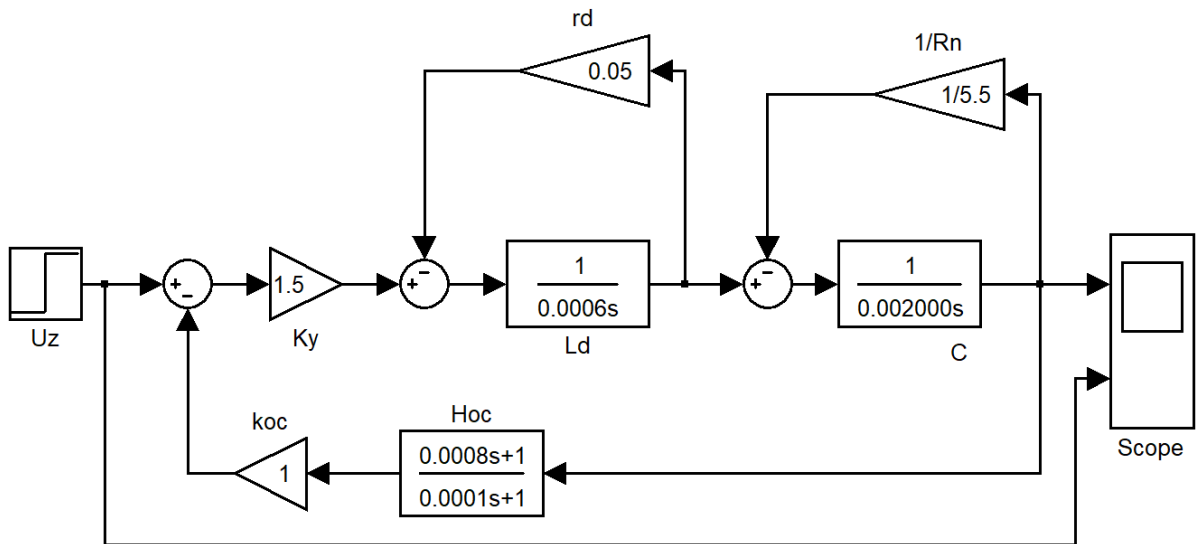 rd
0.05
1/Rn
1/5.5
Uz
+
−
1.5
Ky
+
−
1
0.0006s
Ld
+
−
1
0.002000s
C
Scope
koc
1
Hoc
0.0008s+1
0.0001s+1